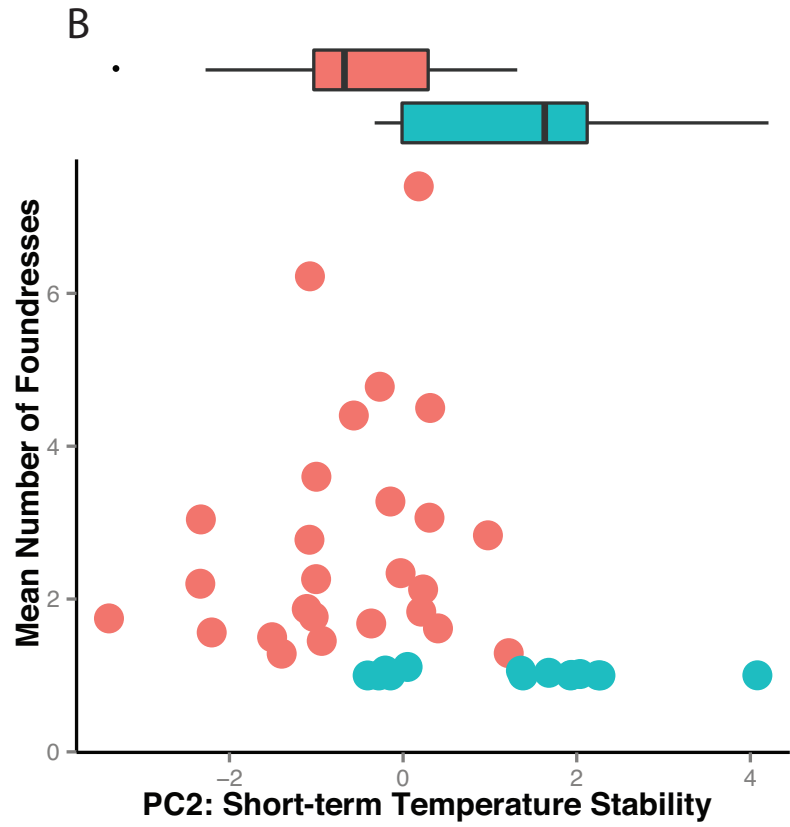 B
Mean Number of Foundresses
6
4
2
0
−2 0 2 4
PC2: Short-term Temperature Stability